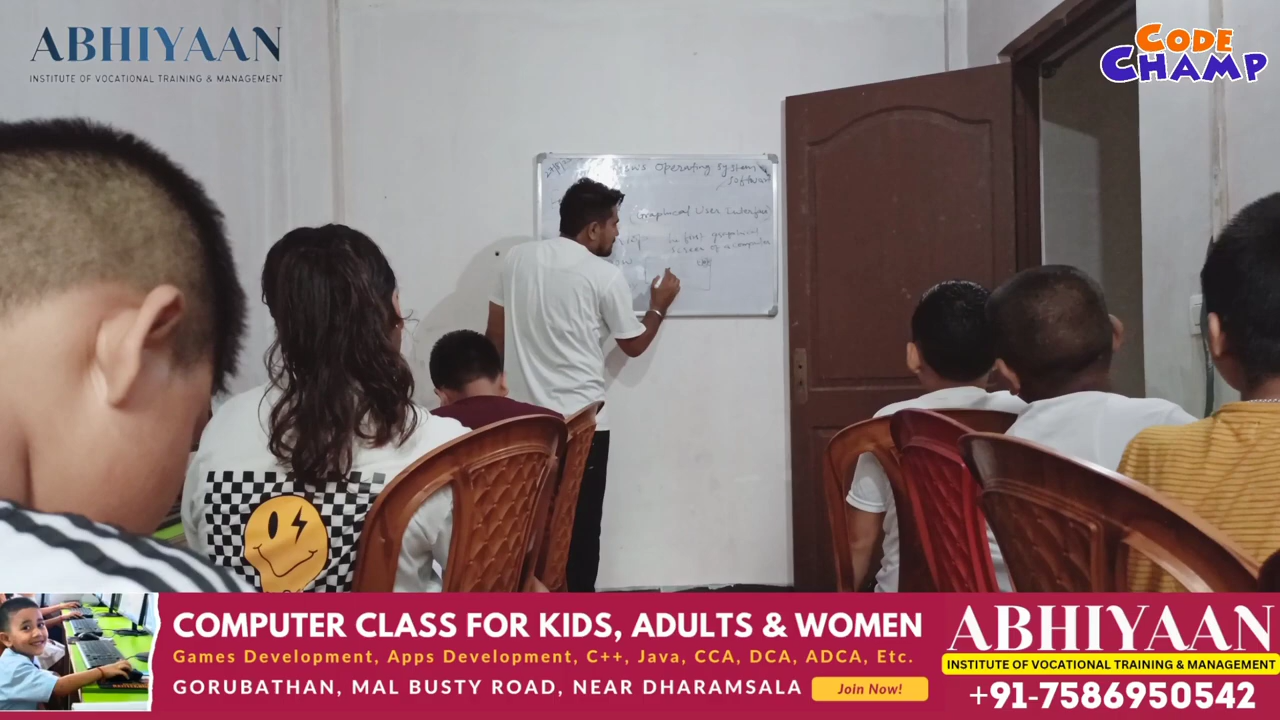 ABHIYAAN
INSTITUTE OF VOCATIONAL TRAINING & MANAGEMENT
CODE
CHAMP
Operating System
Software
(Graphical User Interface)
first graphical
screen of a computer
COMPUTER CLASS FOR KIDS, ADULTS & WOMEN
Games Development, Apps Development, C++, Java, CCA, DCA, ADCA, Etc.
GORUBATHAN, MAL BUSTY ROAD, NEAR DHARAMSALA
Join Now!
ABHIYAAN
INSTITUTE OF VOCATIONAL TRAINING & MANAGEMENT
+91-7586950542